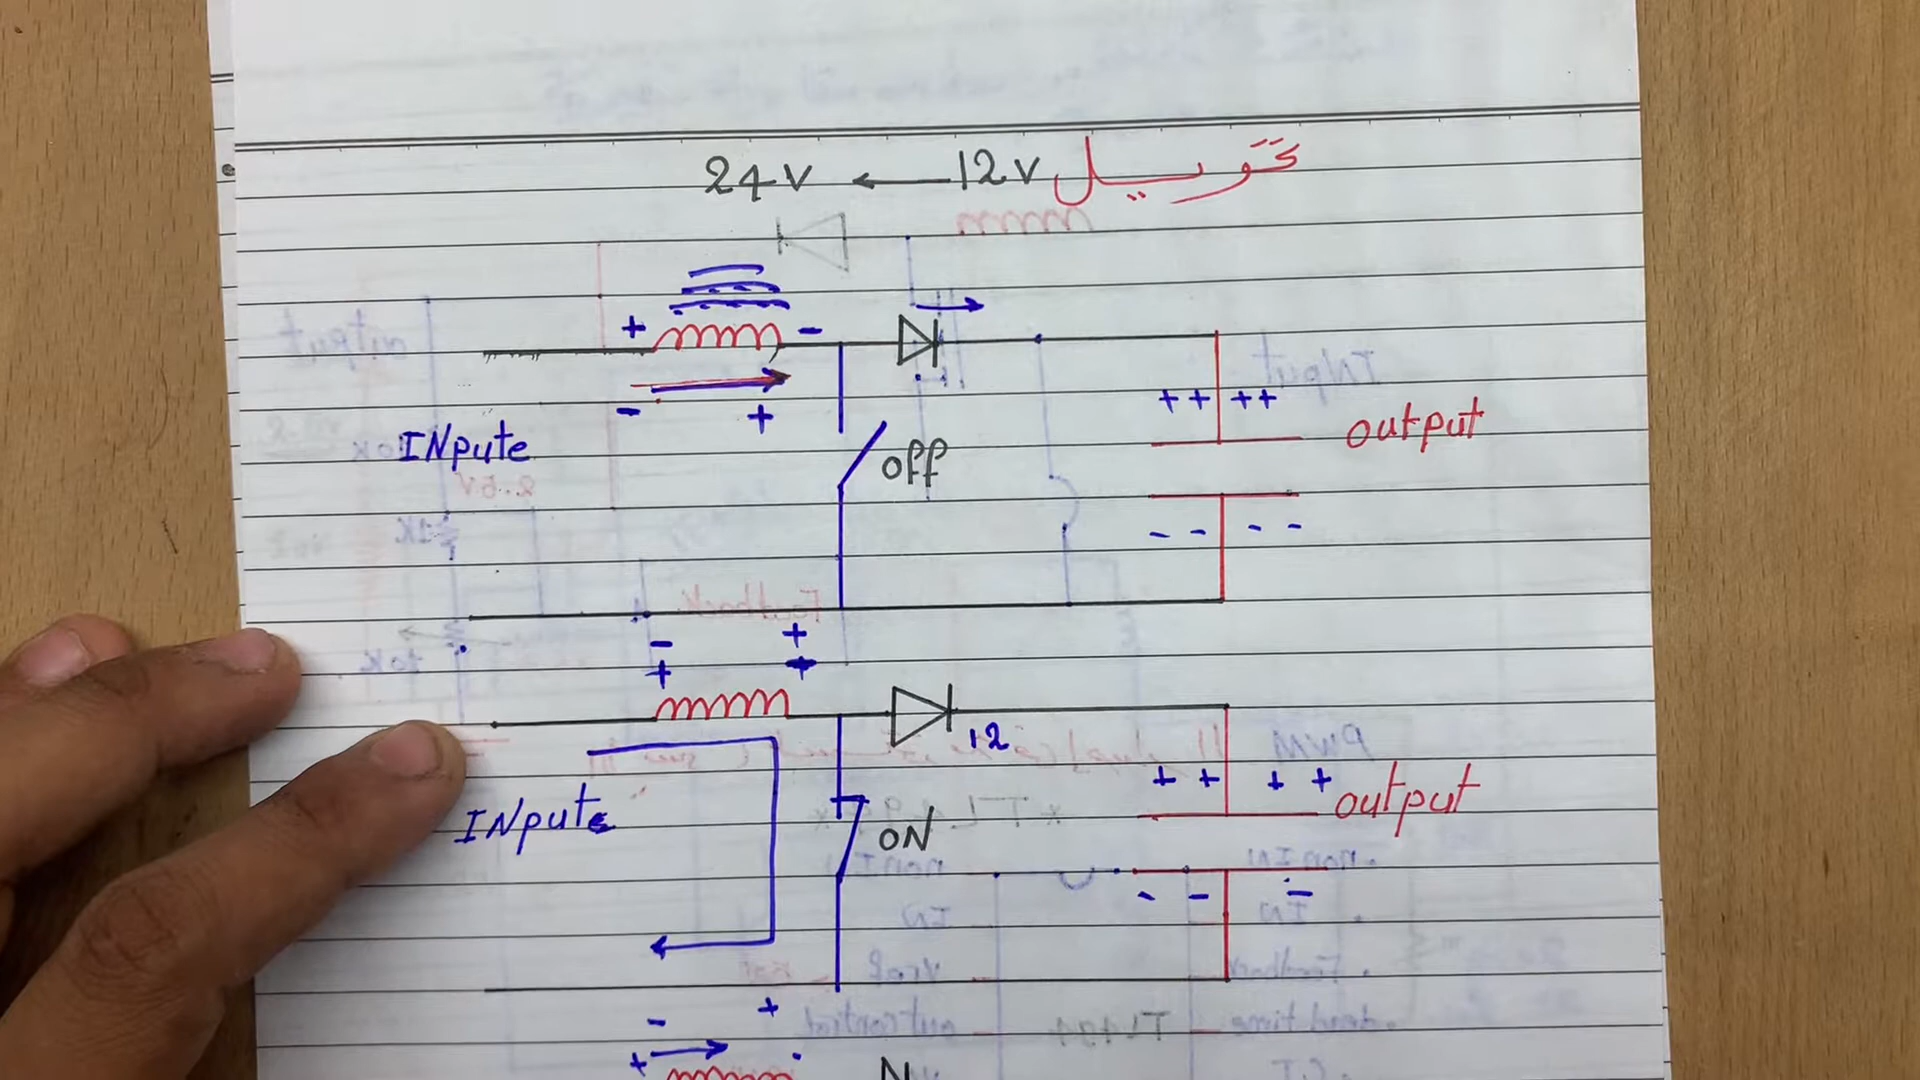 تحويل 12v ← 24v
+ -
- +
INpute
off
++ ++
output
- - - -
- +
+ +
12
INpute
ON
+ + + +
output
- - -
- +
+